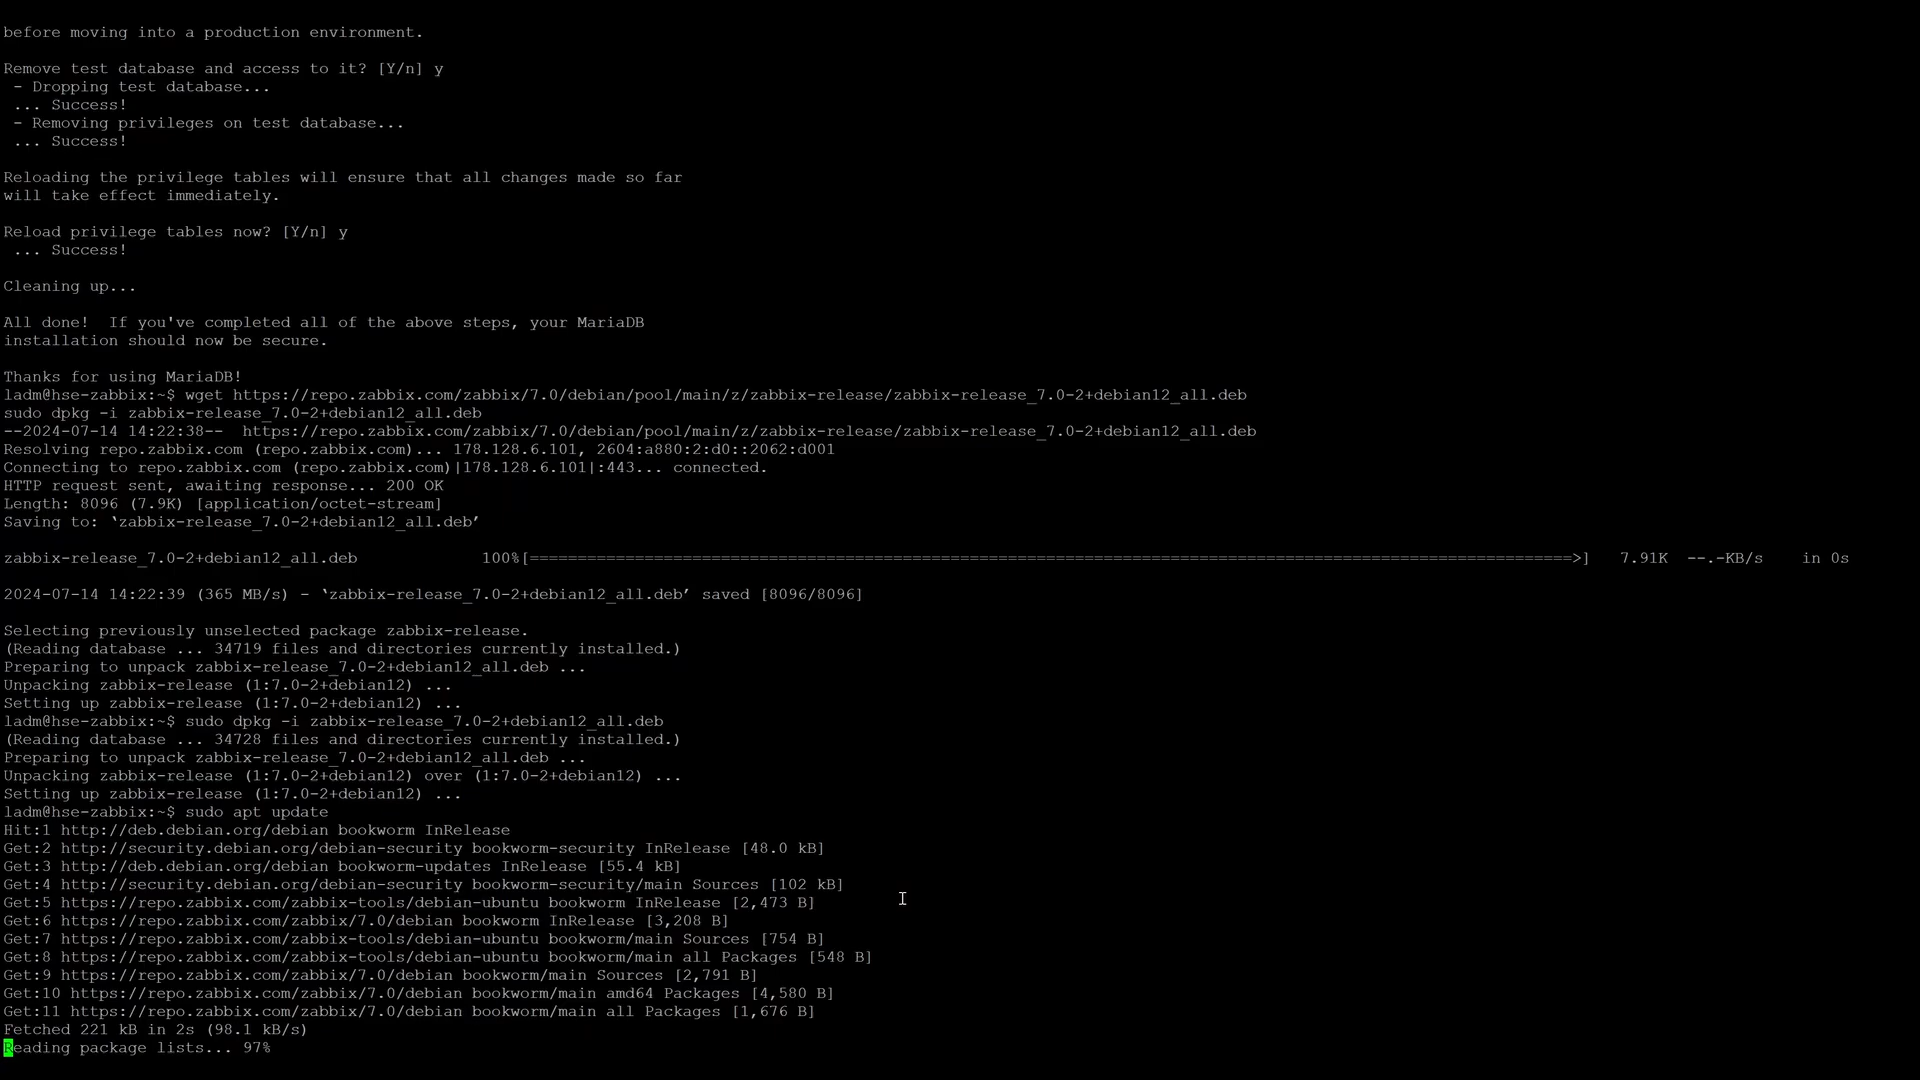 before moving into a production environment.
Remove test database and access to it? [Y/n] y
 - Dropping test database...
 ... Success!
 - Removing privileges on test database...
 ... Success!
Reloading the privilege tables will ensure that all changes made so far
will take effect immediately.
Reload privilege tables now? [Y/n] y
 ... Success!
Cleaning up...
All done!  If you've completed all of the above steps, your MariaDB
installation should now be secure.
Thanks for using MariaDB!
ladm@hse-zabbix:~$ wget https://repo.zabbix.com/zabbix/7.0/debian/pool/main/z/zabbix-release/zabbix-release_7.0-2+debian12_all.deb
sudo dpkg -i zabbix-release_7.0-2+debian12_all.deb
--2024-07-14 14:22:38--  https://repo.zabbix.com/zabbix/7.0/debian/pool/main/z/zabbix-release/zabbix-release_7.0-2+debian12_all.deb
Resolving repo.zabbix.com (repo.zabbix.com)... 178.128.6.101, 2604:a880:2:d0::2062:d001
Connecting to repo.zabbix.com (repo.zabbix.com)|178.128.6.101|:443... connected.
HTTP request sent, awaiting response... 200 OK
Length: 8096 (7.9K) [application/octet-stream]
Saving to: ‘zabbix-release_7.0-2+debian12_all.deb’
zabbix-release_7.0-2+debian12_all.deb             100%[=============================================================================================================>]   7.91K  --.-KB/s    in 0s
2024-07-14 14:22:39 (365 MB/s) - ‘zabbix-release_7.0-2+debian12_all.deb’ saved [8096/8096]
Selecting previously unselected package zabbix-release.
(Reading database ... 34719 files and directories currently installed.)
Preparing to unpack zabbix-release_7.0-2+debian12_all.deb ...
Unpacking zabbix-release (1:7.0-2+debian12) ...
Setting up zabbix-release (1:7.0-2+debian12) ...
ladm@hse-zabbix:~$ sudo dpkg -i zabbix-release_7.0-2+debian12_all.deb
(Reading database ... 34728 files and directories currently installed.)
Preparing to unpack zabbix-release_7.0-2+debian12_all.deb ...
Unpacking zabbix-release (1:7.0-2+debian12) over (1:7.0-2+debian12) ...
Setting up zabbix-release (1:7.0-2+debian12) ...
ladm@hse-zabbix:~$ sudo apt update
Hit:1 http://deb.debian.org/debian bookworm InRelease
Get:2 http://security.debian.org/debian-security bookworm-security InRelease [48.0 kB]
Get:3 http://deb.debian.org/debian bookworm-updates InRelease [55.4 kB]
Get:4 http://security.debian.org/debian-security bookworm-security/main Sources [102 kB]
Get:5 https://repo.zabbix.com/zabbix-tools/debian-ubuntu bookworm InRelease [2,473 B]
Get:6 https://repo.zabbix.com/zabbix/7.0/debian bookworm InRelease [3,208 B]
Get:7 https://repo.zabbix.com/zabbix-tools/debian-ubuntu bookworm/main Sources [754 B]
Get:8 https://repo.zabbix.com/zabbix-tools/debian-ubuntu bookworm/main all Packages [548 B]
Get:9 https://repo.zabbix.com/zabbix/7.0/debian bookworm/main Sources [2,791 B]
Get:10 https://repo.zabbix.com/zabbix/7.0/debian bookworm/main amd64 Packages [4,580 B]
Get:11 https://repo.zabbix.com/zabbix/7.0/debian bookworm/main all Packages [1,676 B]
Fetched 221 kB in 2s (98.1 kB/s)
Reading package lists... 97%